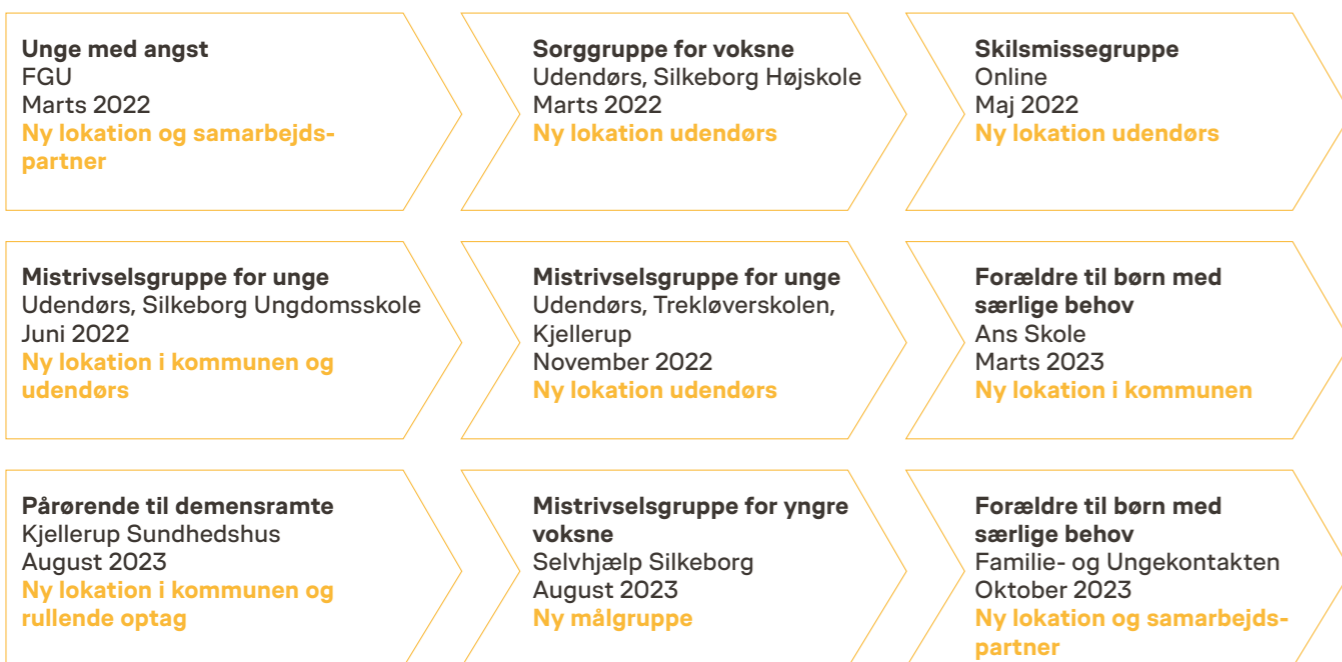 Unge med angst
FGU
Marts 2022
Ny lokation og samarbejds-
partner
Sorggruppe for voksne
Udendørs, Silkeborg Højskole
Marts 2022
Ny lokation udendørs
Skilsmissegruppe
Online
Maj 2022
Ny lokation udendørs
Mistrivselsgruppe for unge
Udendørs, Silkeborg Ungdomsskole
Juni 2022
Ny lokation i kommunen og
udendørs
Mistrivselsgruppe for unge
Udendørs, Trekløverskolen,
Kjellerup
November 2022
Ny lokation udendørs
Forældre til børn med
særlige behov
Ans Skole
Marts 2023
Ny lokation i kommunen
Pårørende til demensramte
Kjellerup Sundhedshus
August 2023
Ny lokation i kommunen og
rullende optag
Mistrivselsgruppe for yngre
voksne
Selvhjælp Silkeborg
August 2023
Ny målgruppe
Forældre til børn med
særlige behov
Familie- og Ungekontakten
Oktober 2023
Ny lokation og samarbejds-
partner